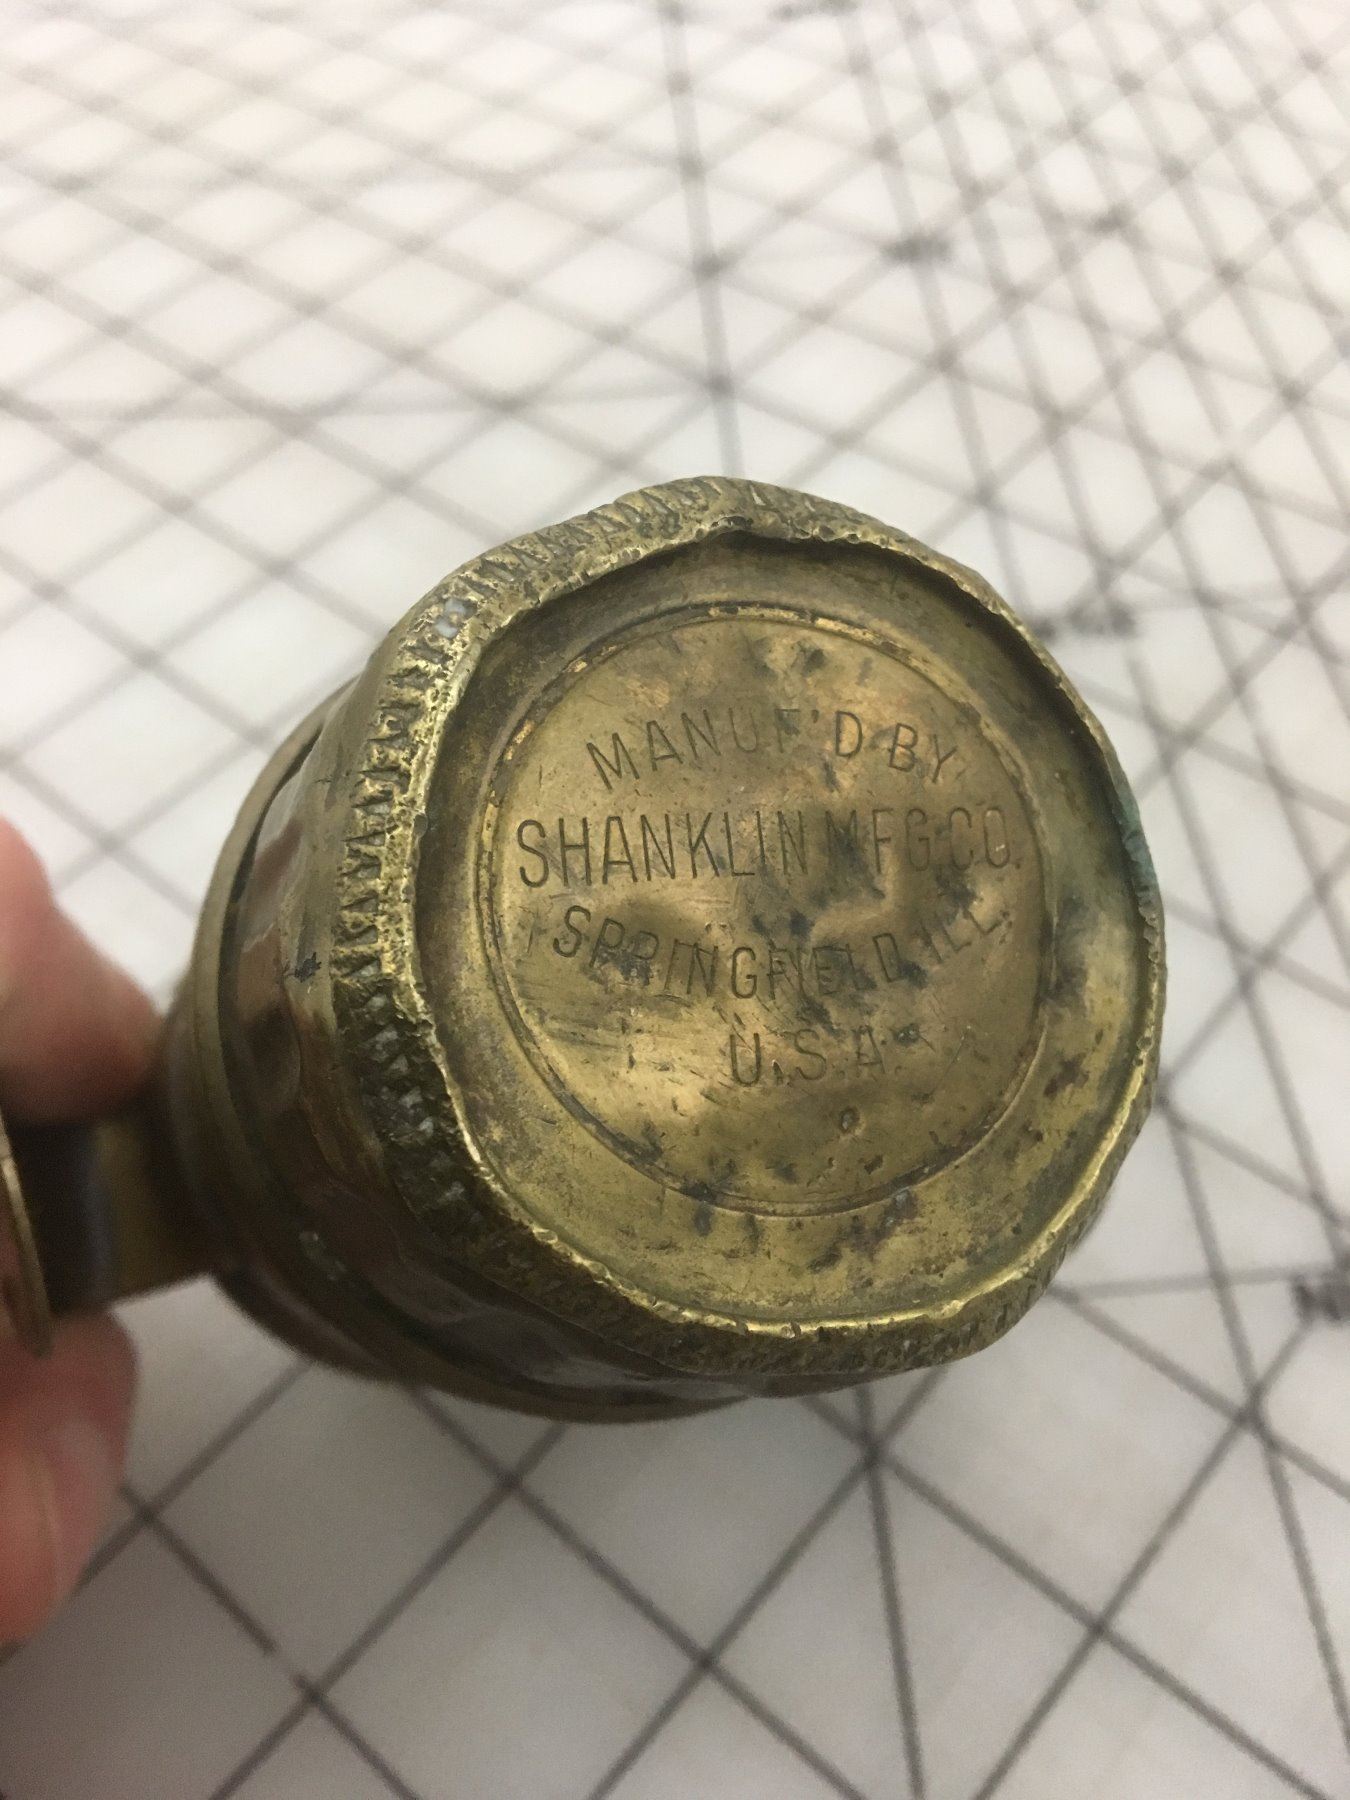 MANUF'D BY
SHANKLIN MFG.CO.
SPRINGFIELD, ILL.
U.S.A.